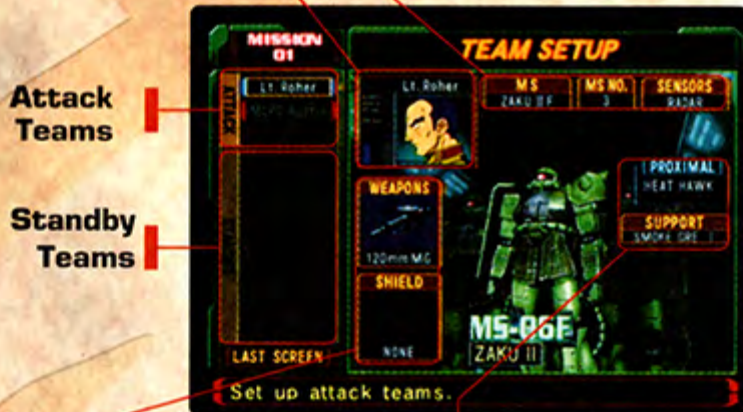 Attack
Teams
Standby
Teams
MISSION
01
TEAM SETUP
ATTACK
Lt. Roher
Lt. Roher
MS
ZAKU II F
MS NO.
3
SENSORS
RADAR
WEAPONS
120mm MG
PROXIMAL
HEAT HAWK
SUPPORT
SMOKE GRE
SHIELD
NONE
MS-06F
ZAKU II
LAST SCREEN
Set up attack teams.